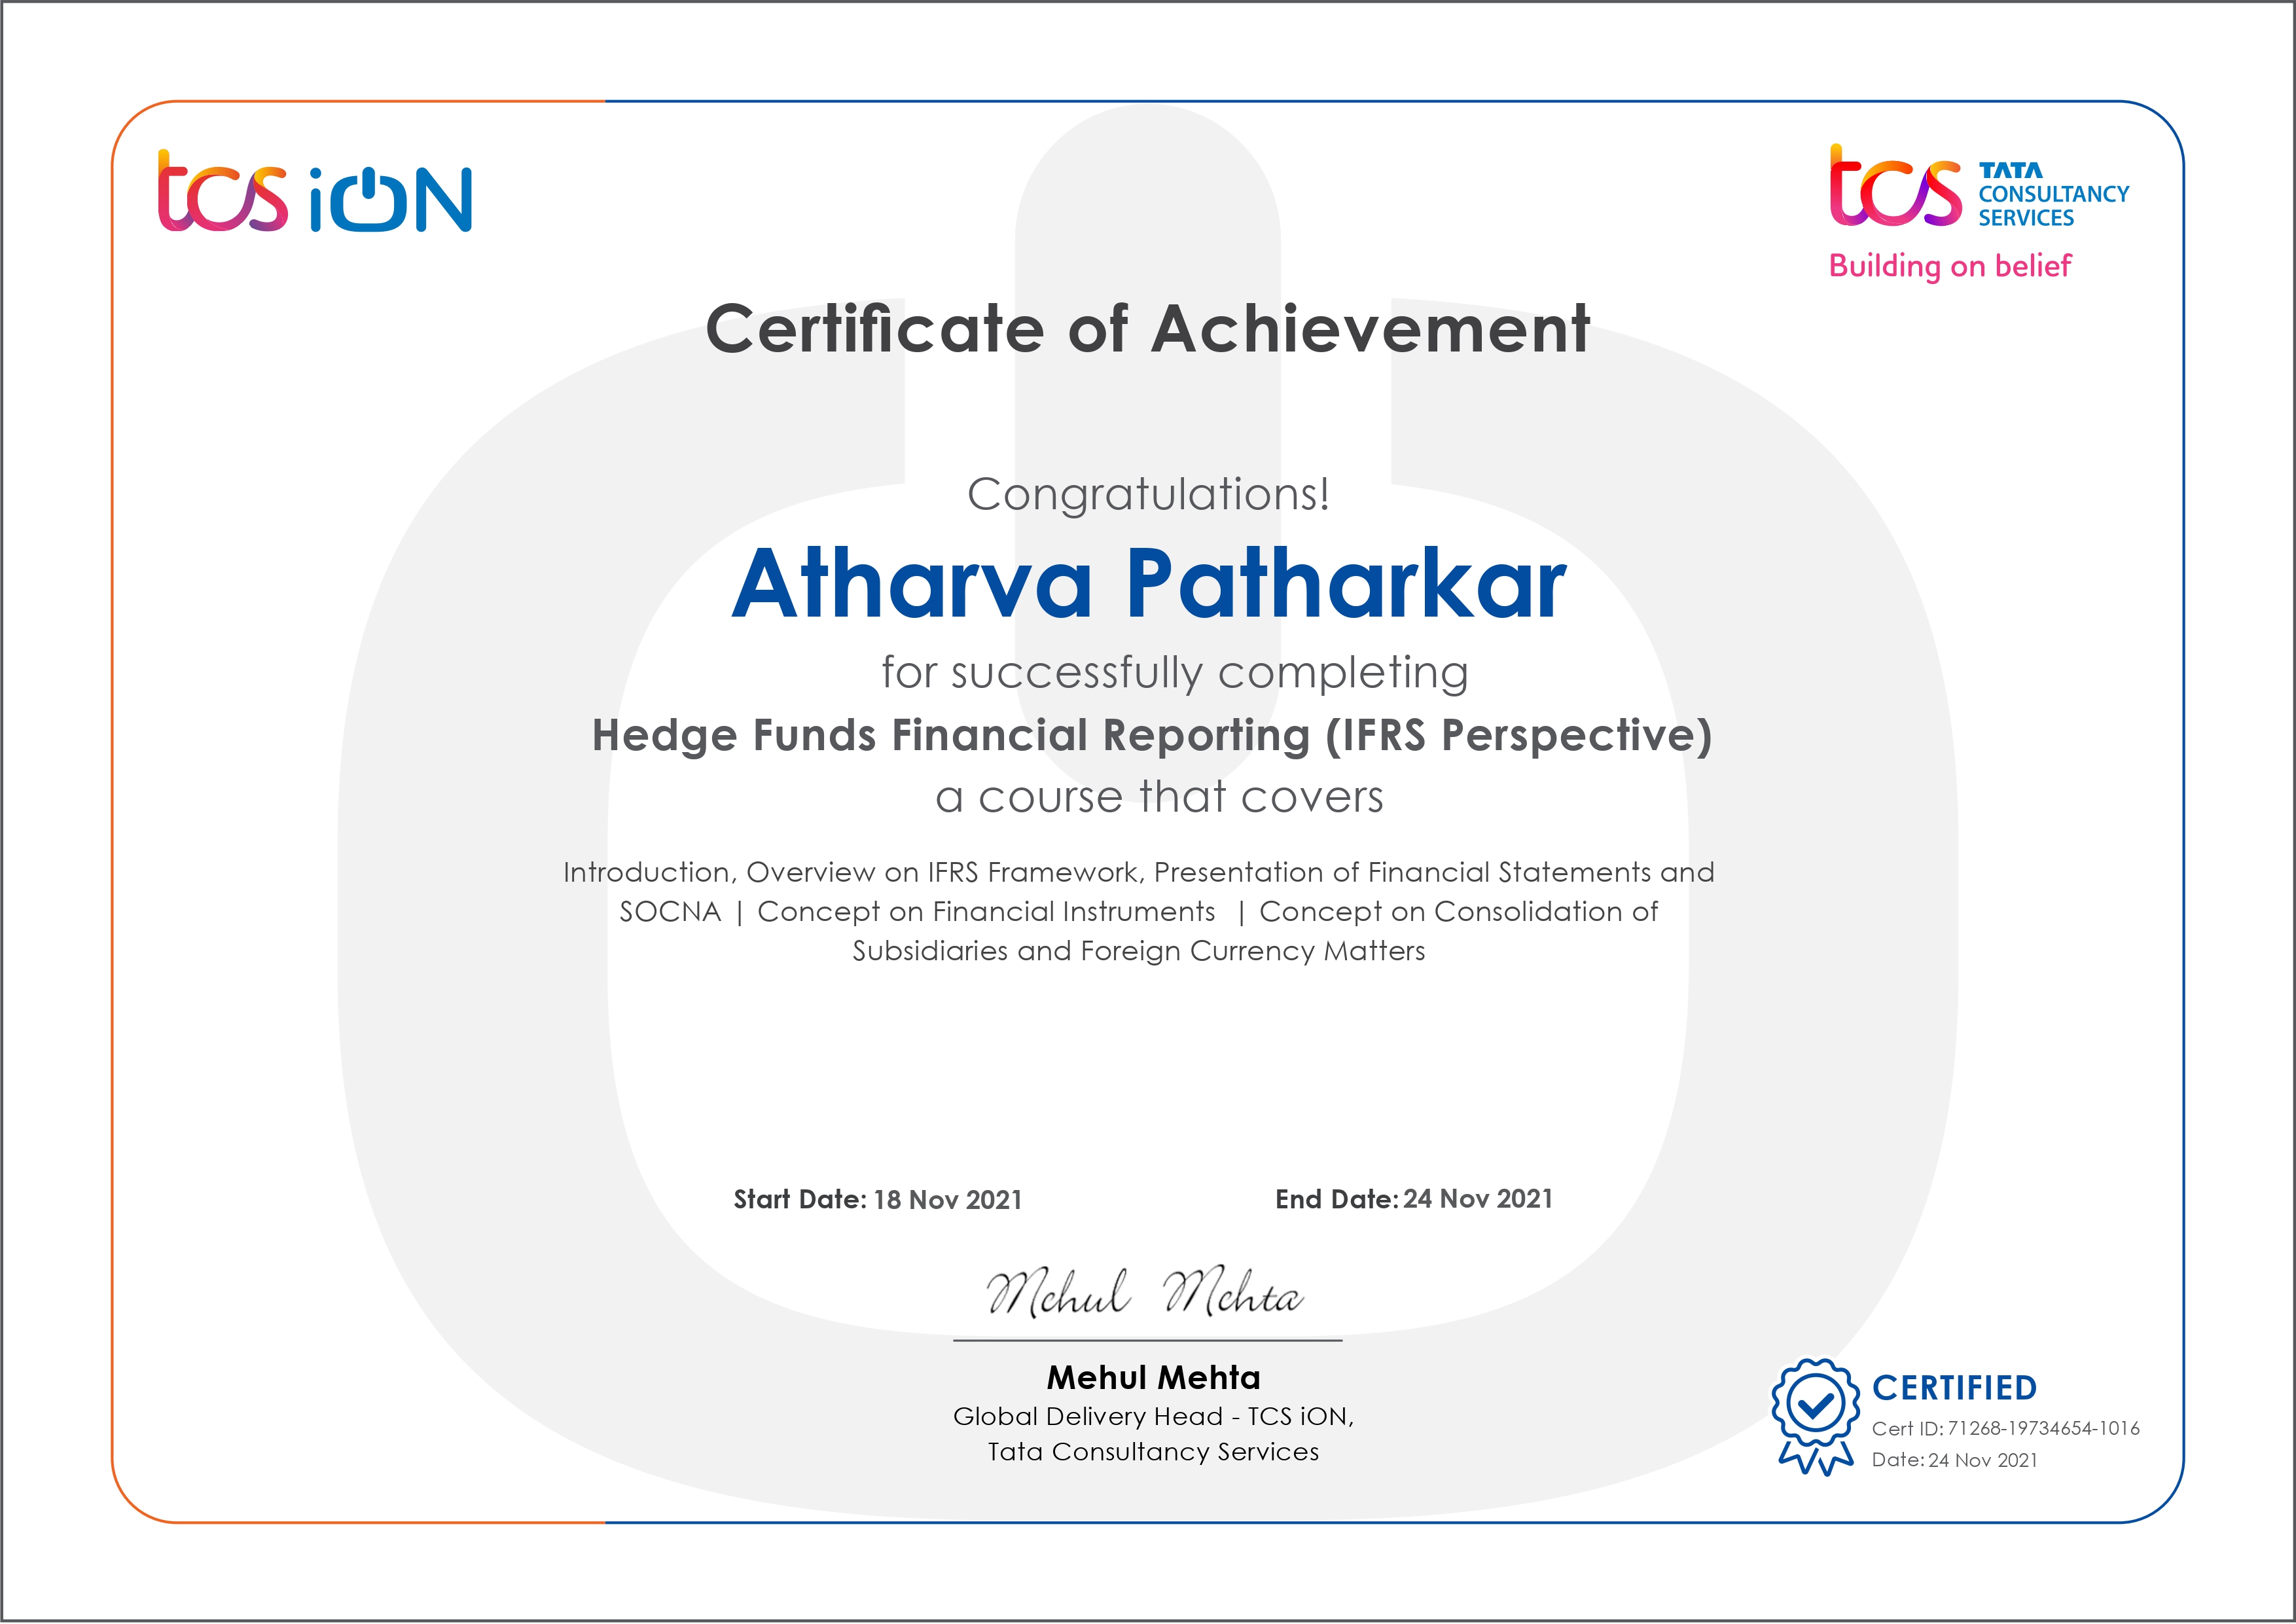 tcs iON
tcs TATA
CONSULTANCY
SERVICES
Building on belief
Certificate of Achievement
Congratulations!
Atharva Patharkar
for successfully completing
Hedge Funds Financial Reporting (IFRS Perspective)
a course that covers
Introduction, Overview on IFRS Framework, Presentation of Financial Statements and
SOCNA | Concept on Financial Instruments | Concept on Consolidation of
Subsidiaries and Foreign Currency Matters
Start Date: 18 Nov 2021 End Date: 24 Nov 2021
Mehul Mehta
Mehul Mehta
Global Delivery Head - TCS iON,
Tata Consultancy Services
CERTIFIED
Cert ID: 71268-19734654-1016
Date: 24 Nov 2021